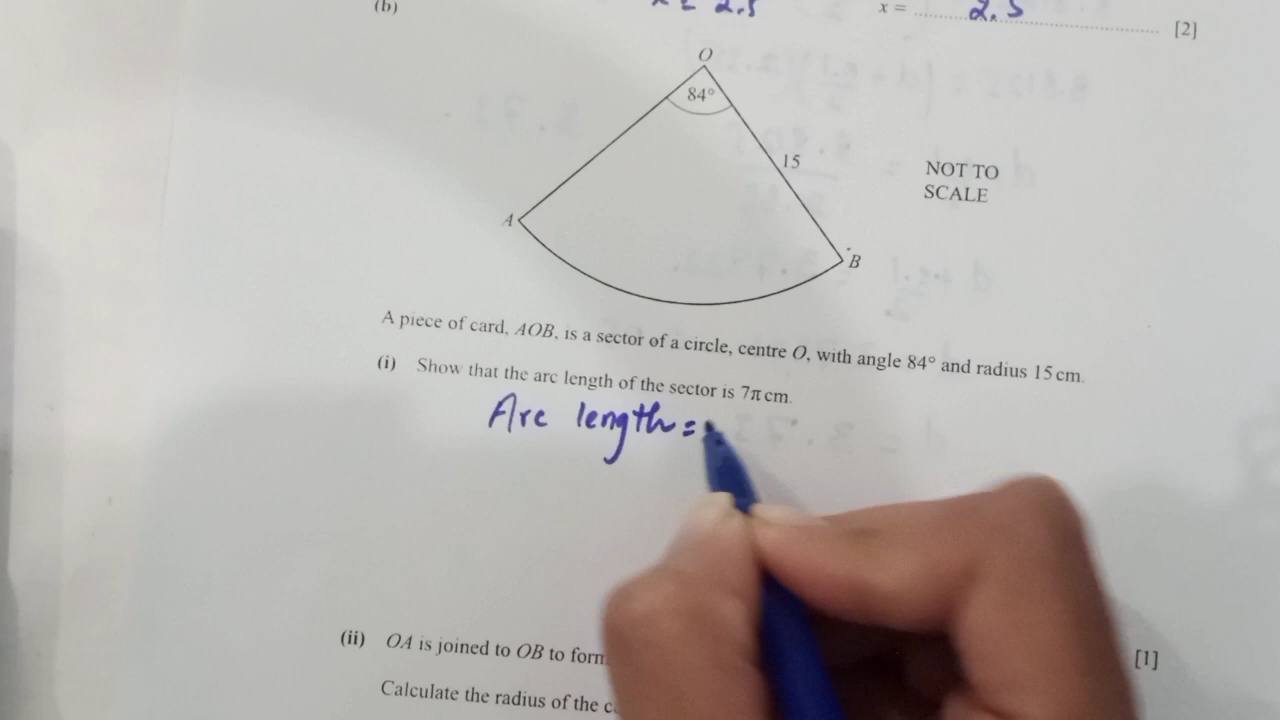 (b) x = 2.5 x = 2.5 [2]
O
84°
15
NOT TO
SCALE
A
B
A piece of card, AOB, is a sector of a circle, centre O, with angle 84° and radius 15 cm.
(i) Show that the arc length of the sector is 7π cm.
Arc length =
(ii) OA is joined to OB to form [1]
Calculate the radius of the